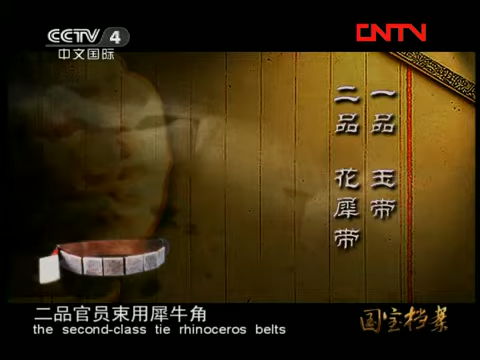 CCTV 4
中文国际
CNTV
一品 玉带
二品 花犀带
二品官员束用犀牛角
the second-class tie rhinoceros belts
国宝档案